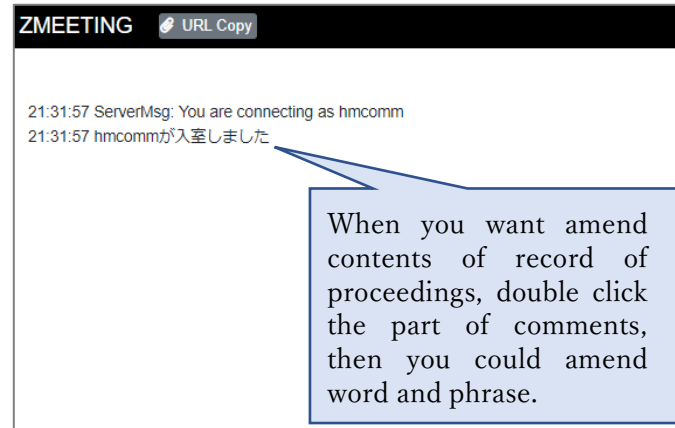 ZMEETING URL Copy
21:31:57 ServerMsg: You are connecting as hmcomm
21:31:57 hmcommが入室しました
When you want amend
contents of record of
proceedings, double click
the part of comments,
then you could amend
word and phrase.